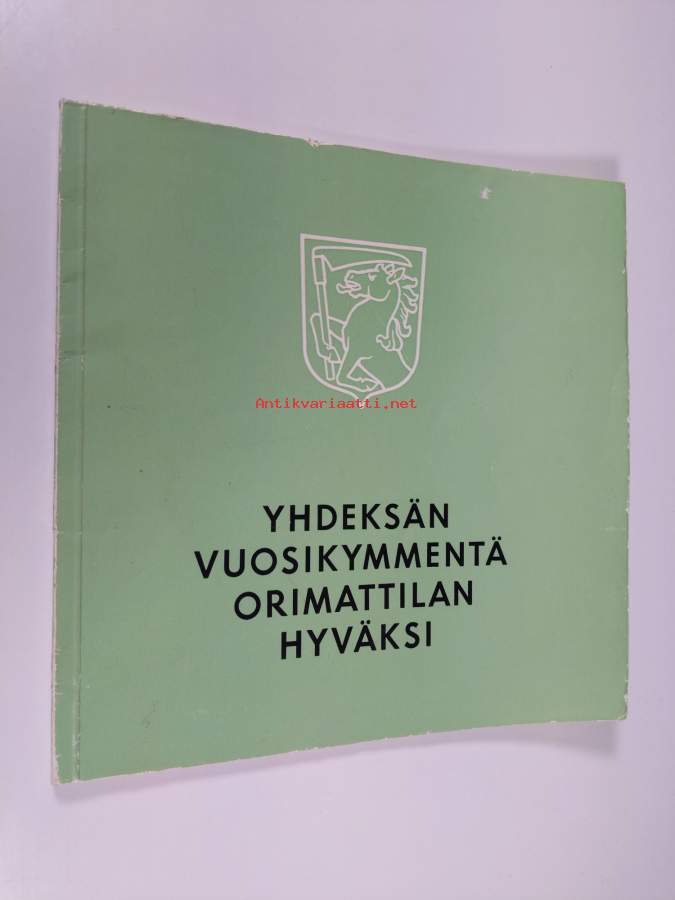 Antikvariaatti.net
YHDEKSÄN
VUOSIKYMMENTÄ
ORIMATTILAN
HYVÄKSI